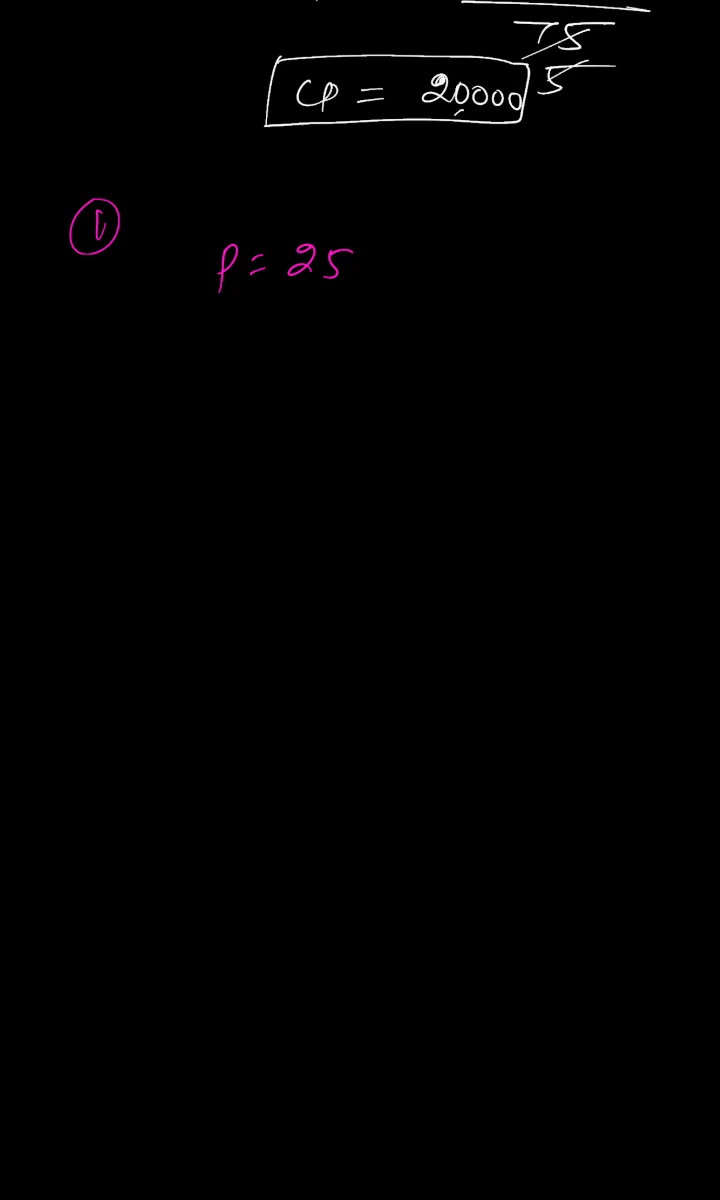 75
5
CP = 20,000
①
P = 25